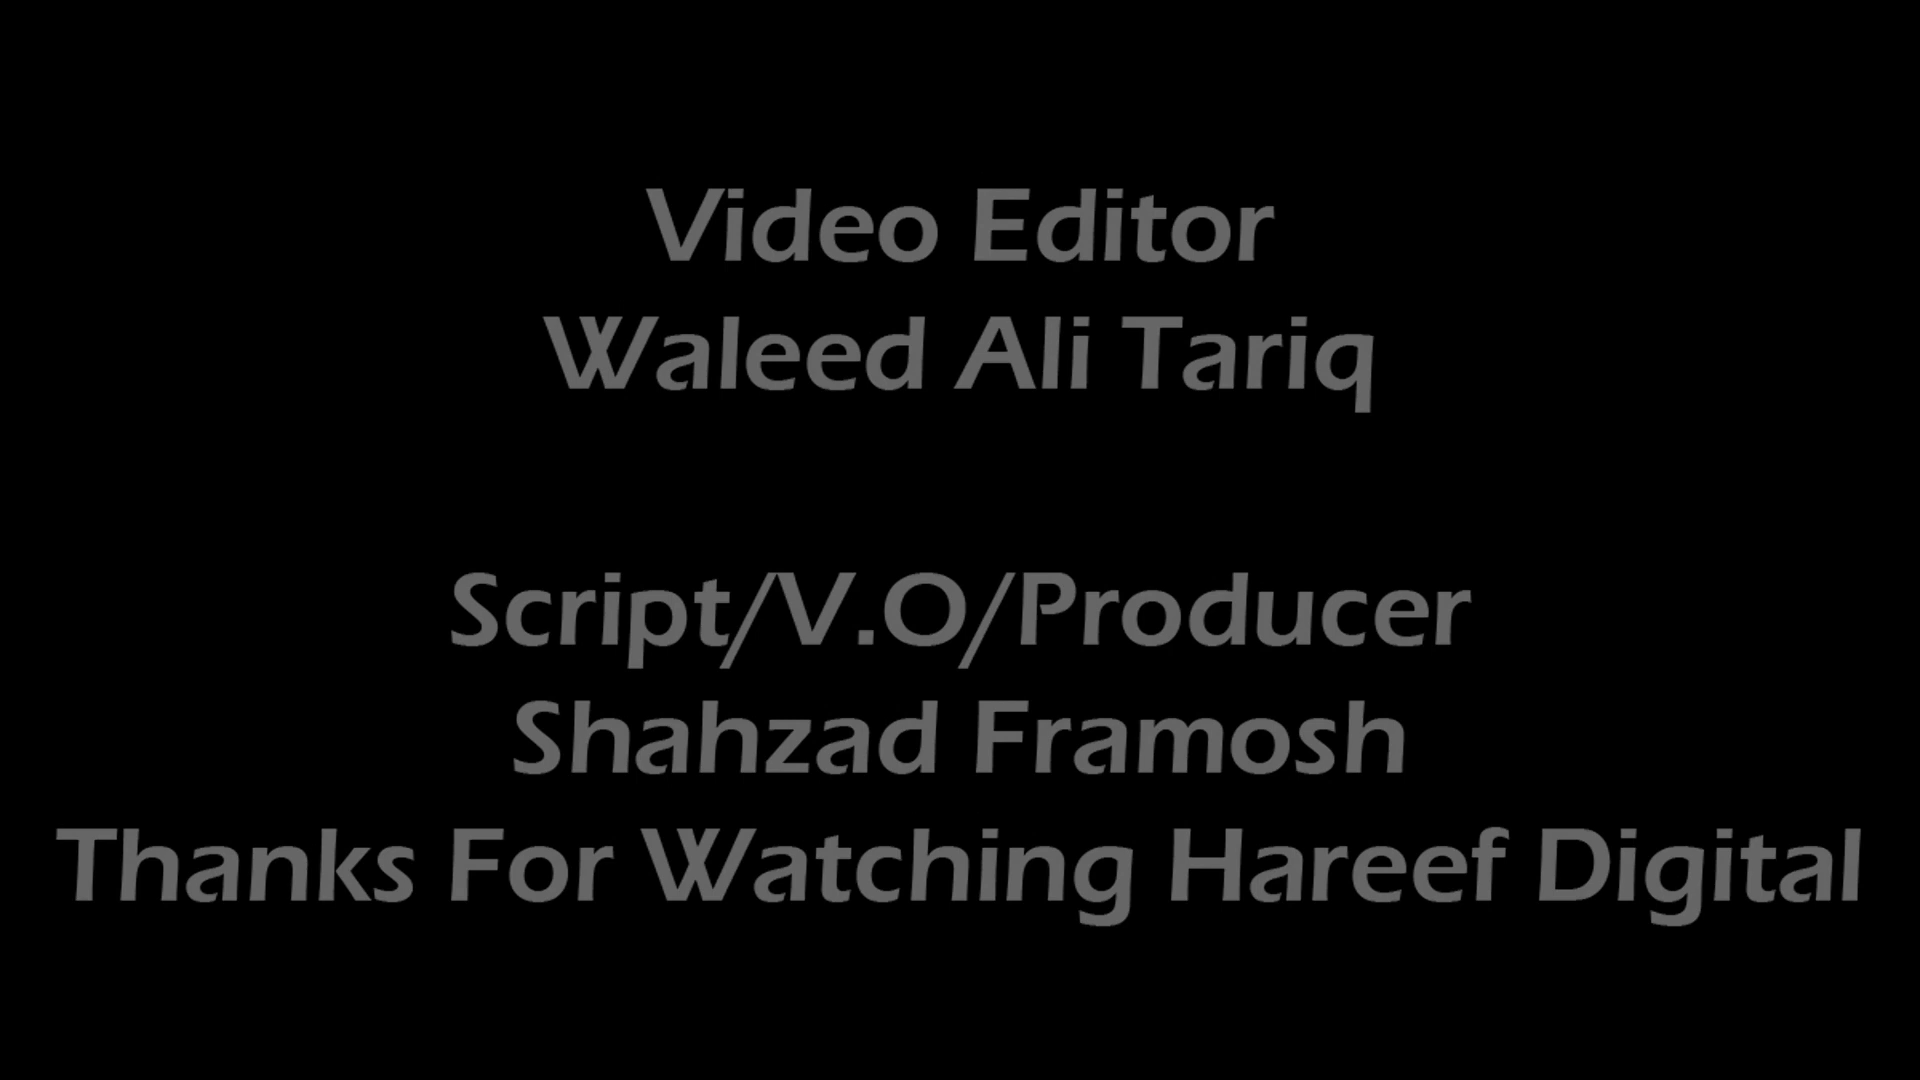 Video Editor
Waleed Ali Tariq
Script/V.O/Producer
Shahzad Framosh
Thanks For Watching Hareef Digital